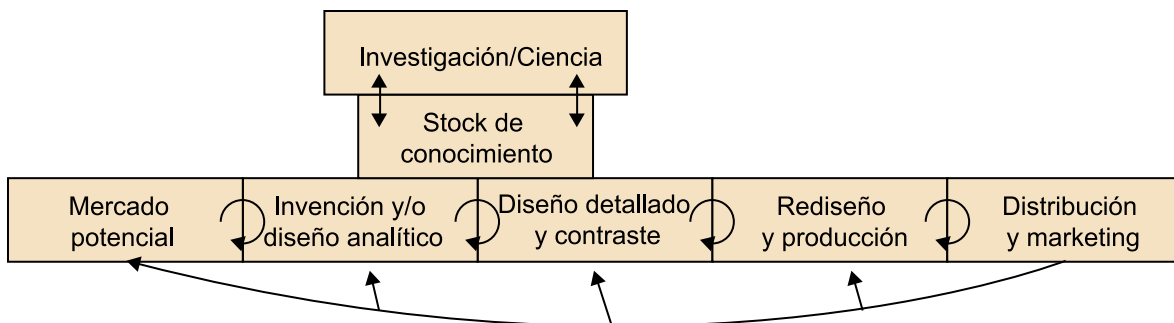 Investigación/Ciencia
Stock de
conocimiento
Mercado
potencial
Invención y/o
diseño analítico
Diseño detallado
y contraste
Rediseño
y producción
Distribución
y marketing